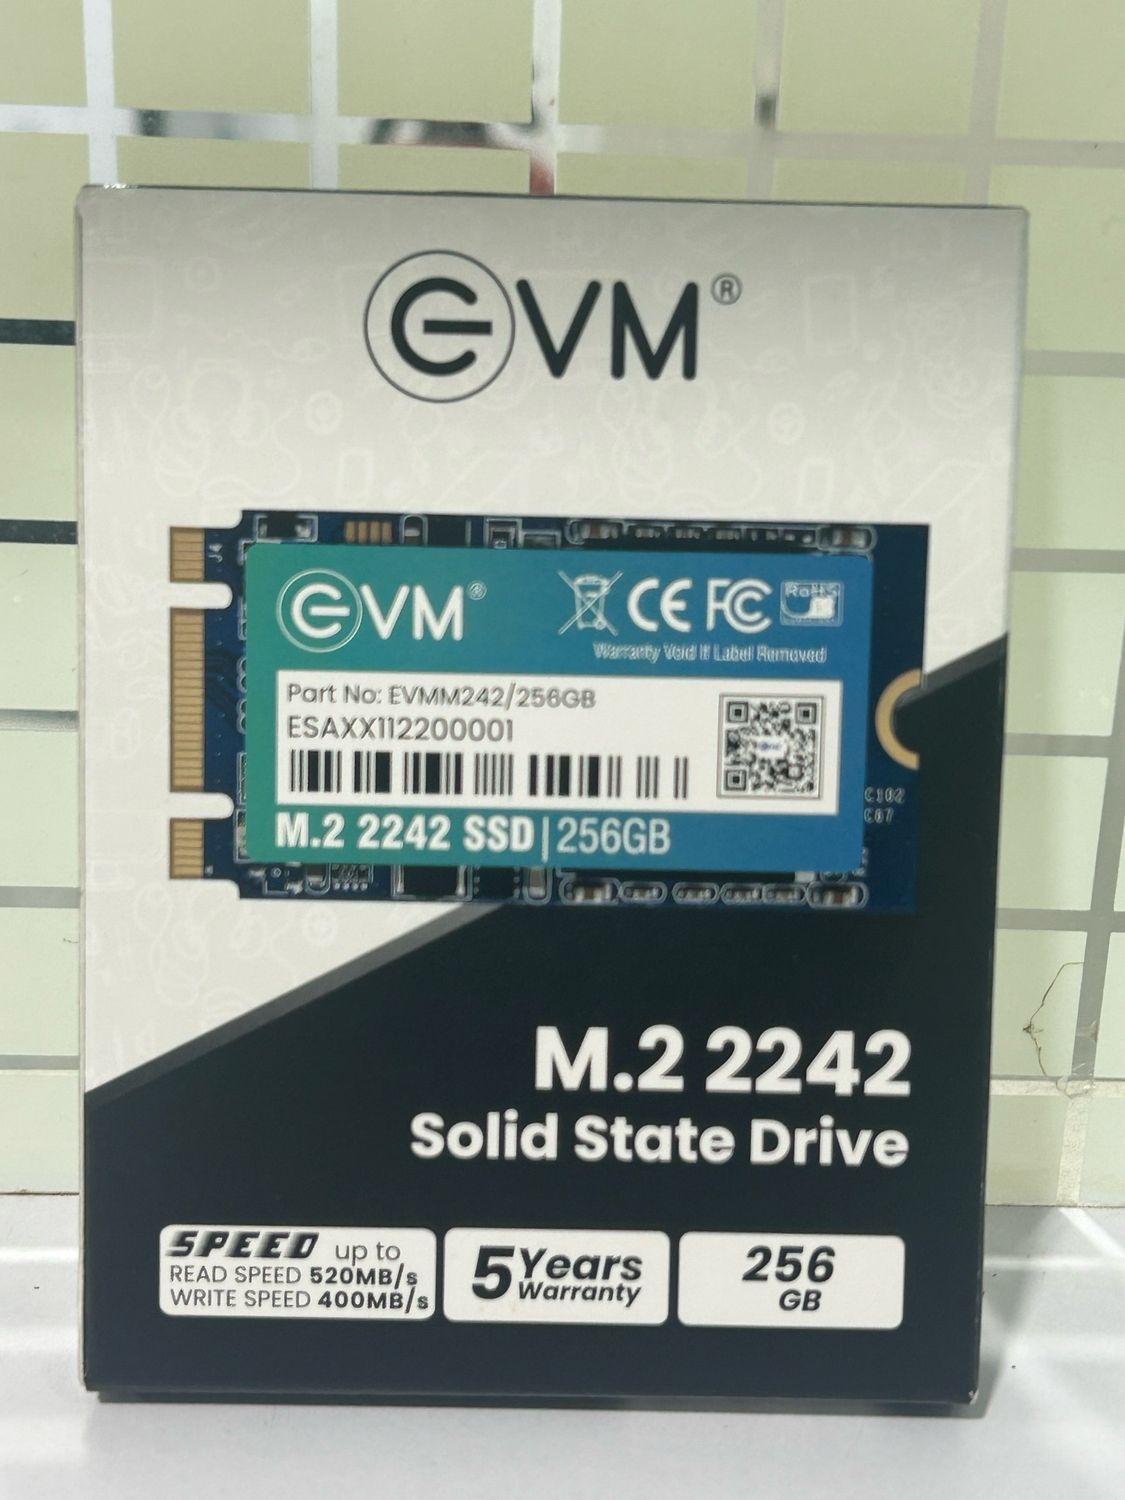 EVM®
J4
EVM®
CE FC RoHS
Warranty Void If Label Removed
Part No: EVMM242/256GB
ESAXX112200001
M.2 2242 SSD|256GB
C102
C67
M.2 2242
Solid State Drive
SPEED up to
READ SPEED 520MB/s
WRITE SPEED 400MB/s
5 Years
Warranty
256
GB